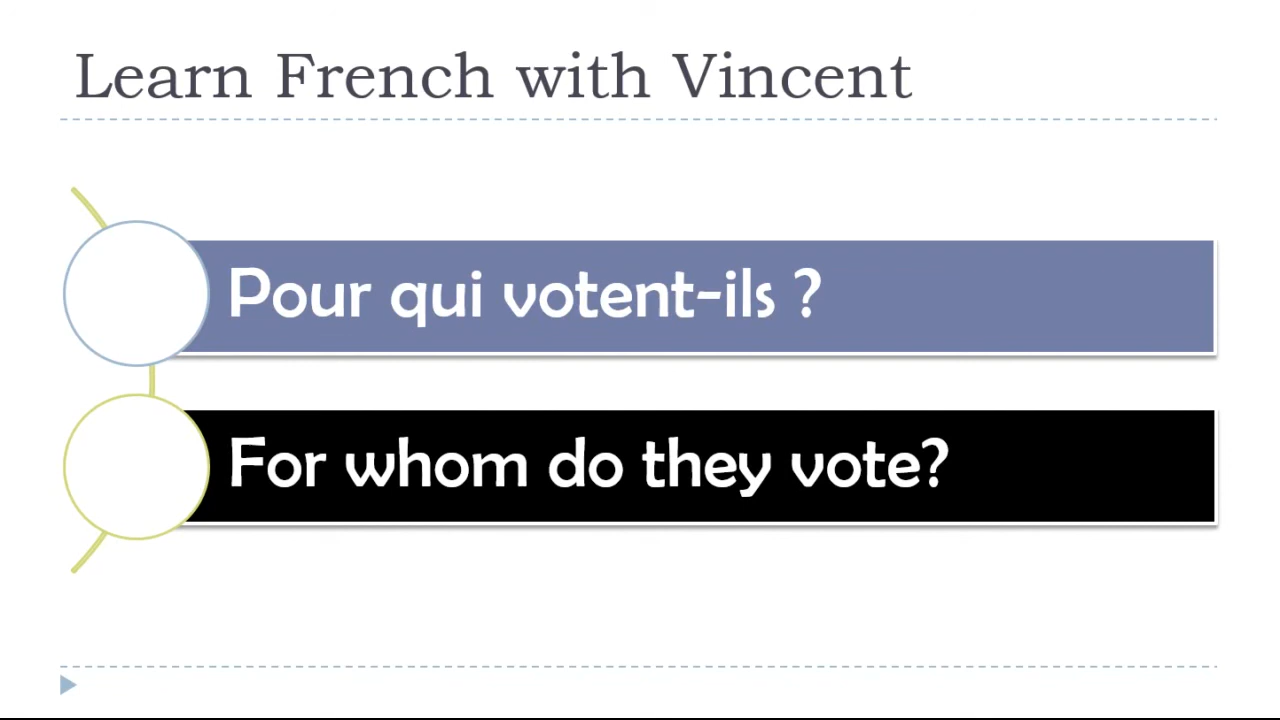 Learn French with Vincent
Pour qui votent-ils ?
For whom do they vote?